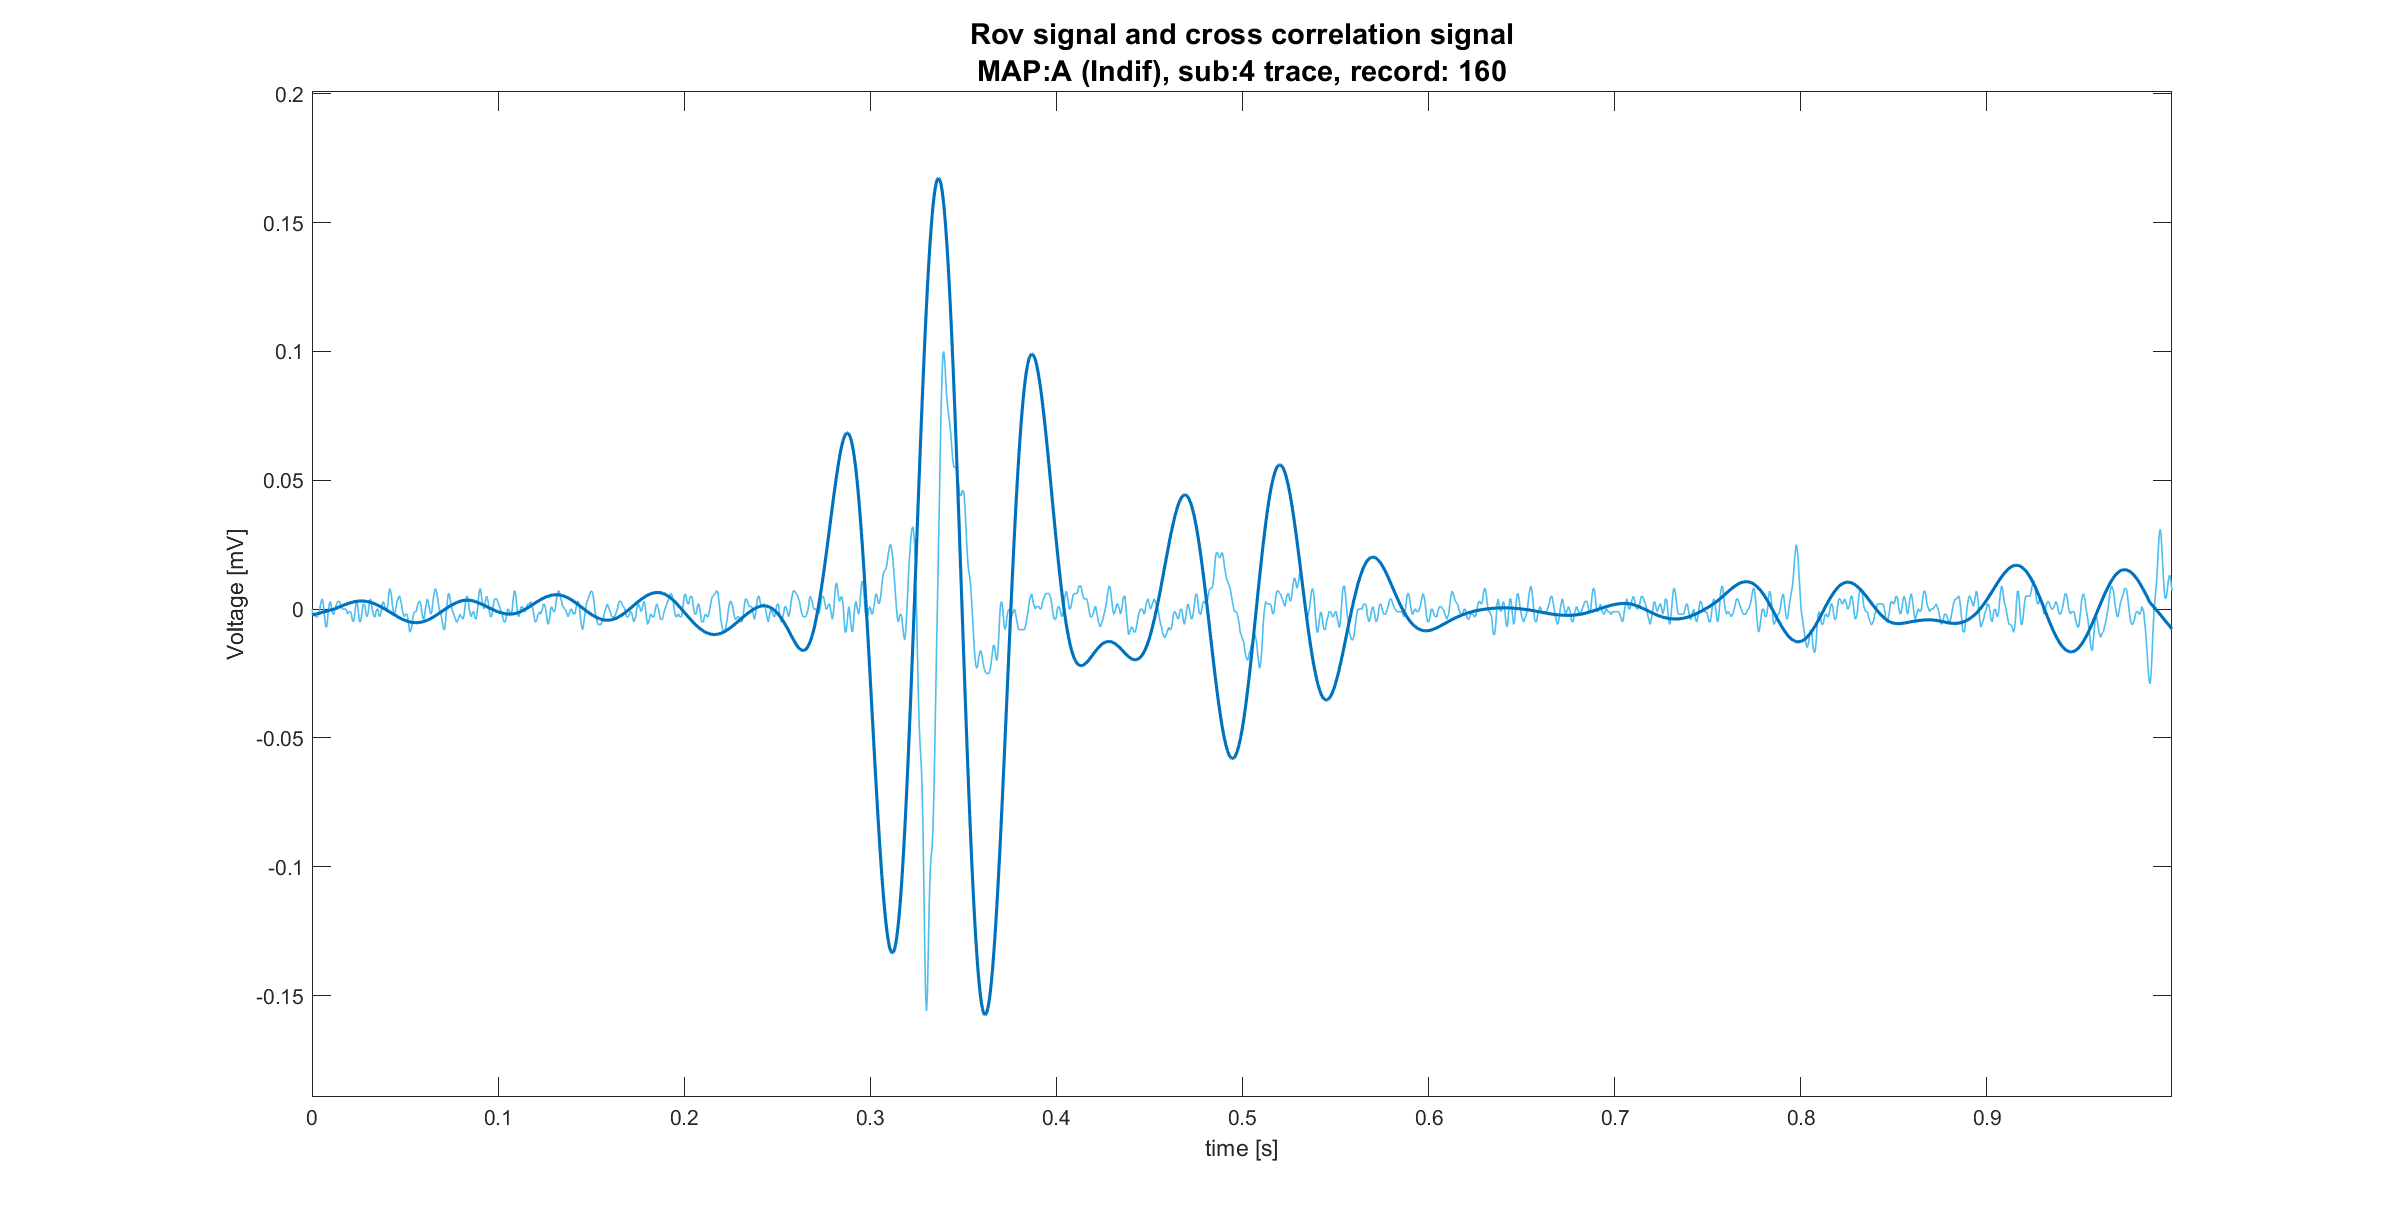 Rov signal and cross correlation signal
MAP:A (Indif), sub:4 trace, record: 160
0.2
0.15
0.1
0.05
0
-0.05
-0.1
-0.15
Voltage [mV]
0 0.1 0.2 0.3 0.4 0.5 0.6 0.7 0.8 0.9
time [s]